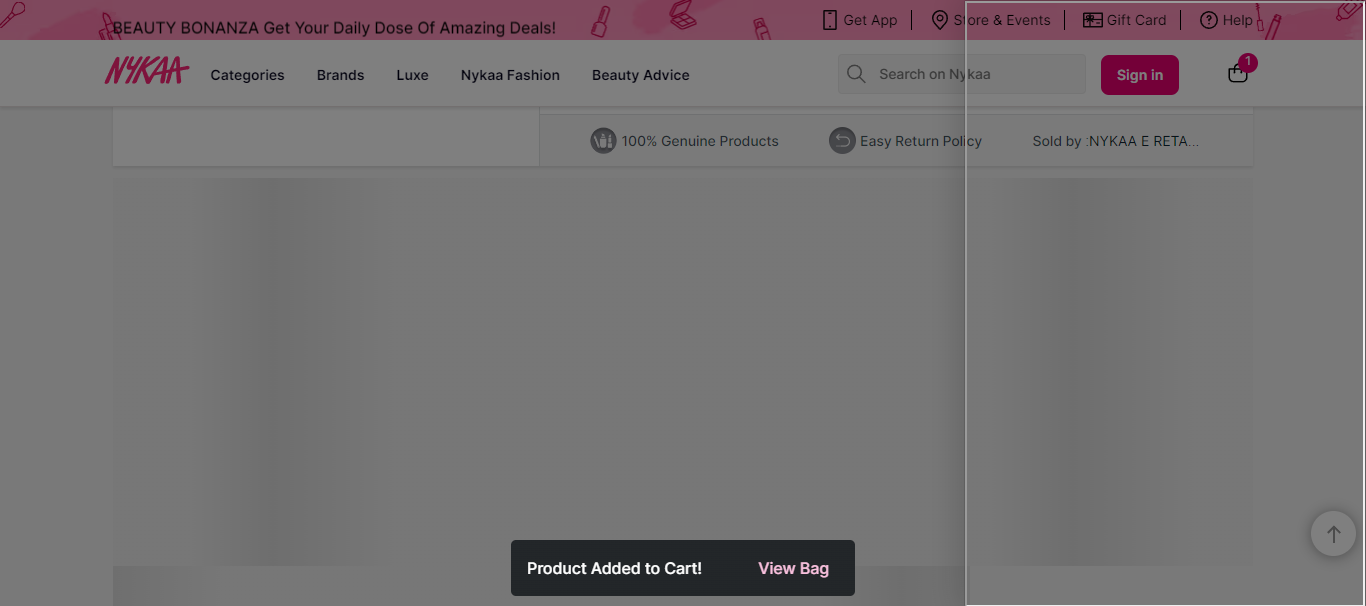 BEAUTY BONANZA Get Your Daily Dose Of Amazing Deals!
Get App
Store & Events
Gift Card
Help
NYKAA
Categories
Brands
Luxe
Nykaa Fashion
Beauty Advice
Search on Nykaa
Sign in
1
100% Genuine Products
Easy Return Policy
Sold by :NYKAA E RETA...
Product Added to Cart!
View Bag